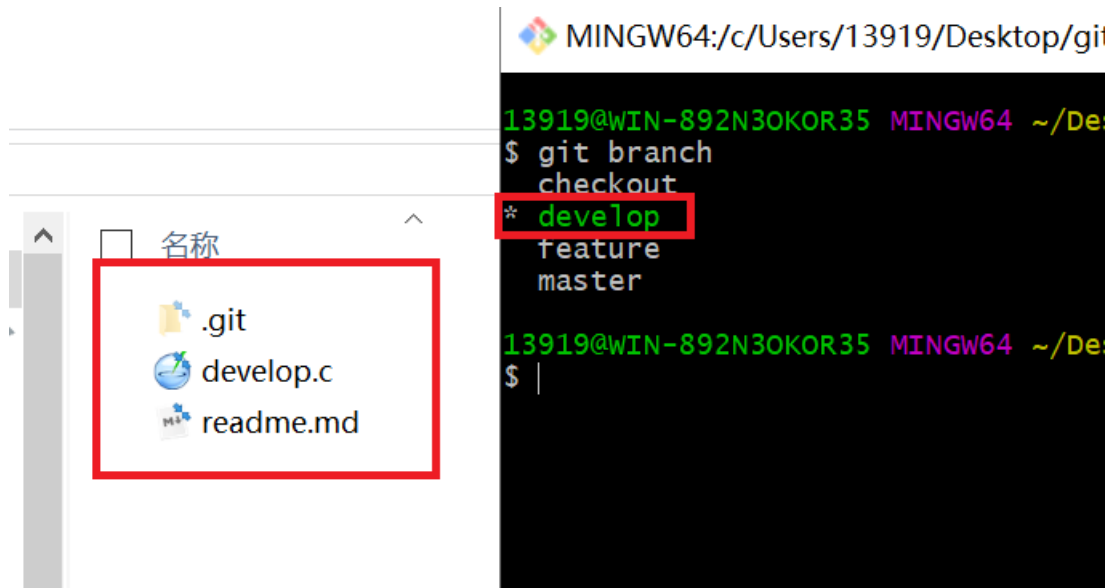 名称
.git
develop.c
readme.md
MINGW64:/c/Users/13919/Desktop/git
13919@WIN-892N3OKOR35 MINGW64 ~/Des
$ git branch
checkout
* develop
feature
master
13919@WIN-892N3OKOR35 MINGW64 ~/Des
$